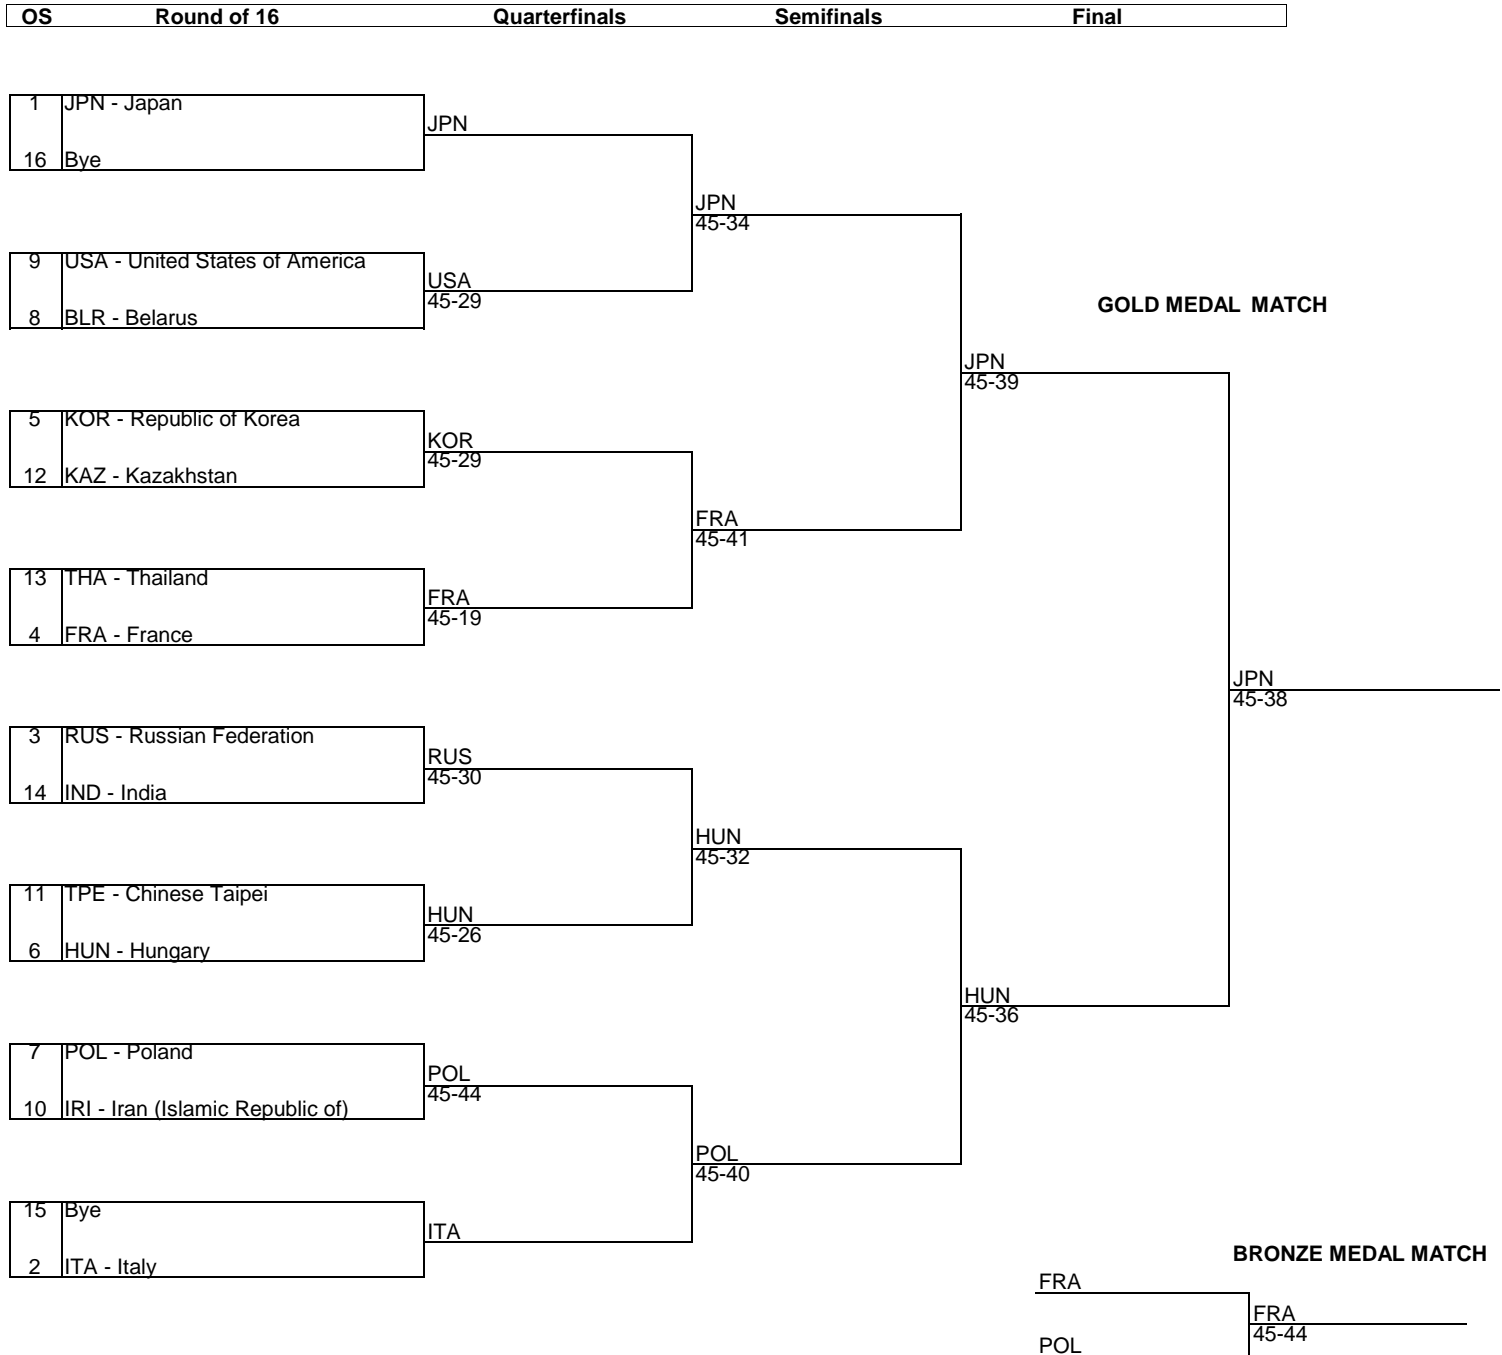 OS Round of 16 Quarterfinals Semifinals Final
1 JPN - Japan
JPN
16 Bye
JPN
45-34
9 USA - United States of America
USA
45-29
8 BLR - Belarus
GOLD MEDAL MATCH
JPN
45-39
5 KOR - Republic of Korea
KOR
45-29
12 KAZ - Kazakhstan
FRA
45-41
13 THA - Thailand
FRA
45-19
4 FRA - France
JPN
45-38
3 RUS - Russian Federation
RUS
45-30
14 IND - India
HUN
45-32
11 TPE - Chinese Taipei
HUN
45-26
6 HUN - Hungary
HUN
45-36
7 POL - Poland
POL
45-44
10 IRI - Iran (Islamic Republic of)
POL
45-40
15 Bye
ITA
2 ITA - Italy
BRONZE MEDAL MATCH
FRA
FRA
45-44
POL